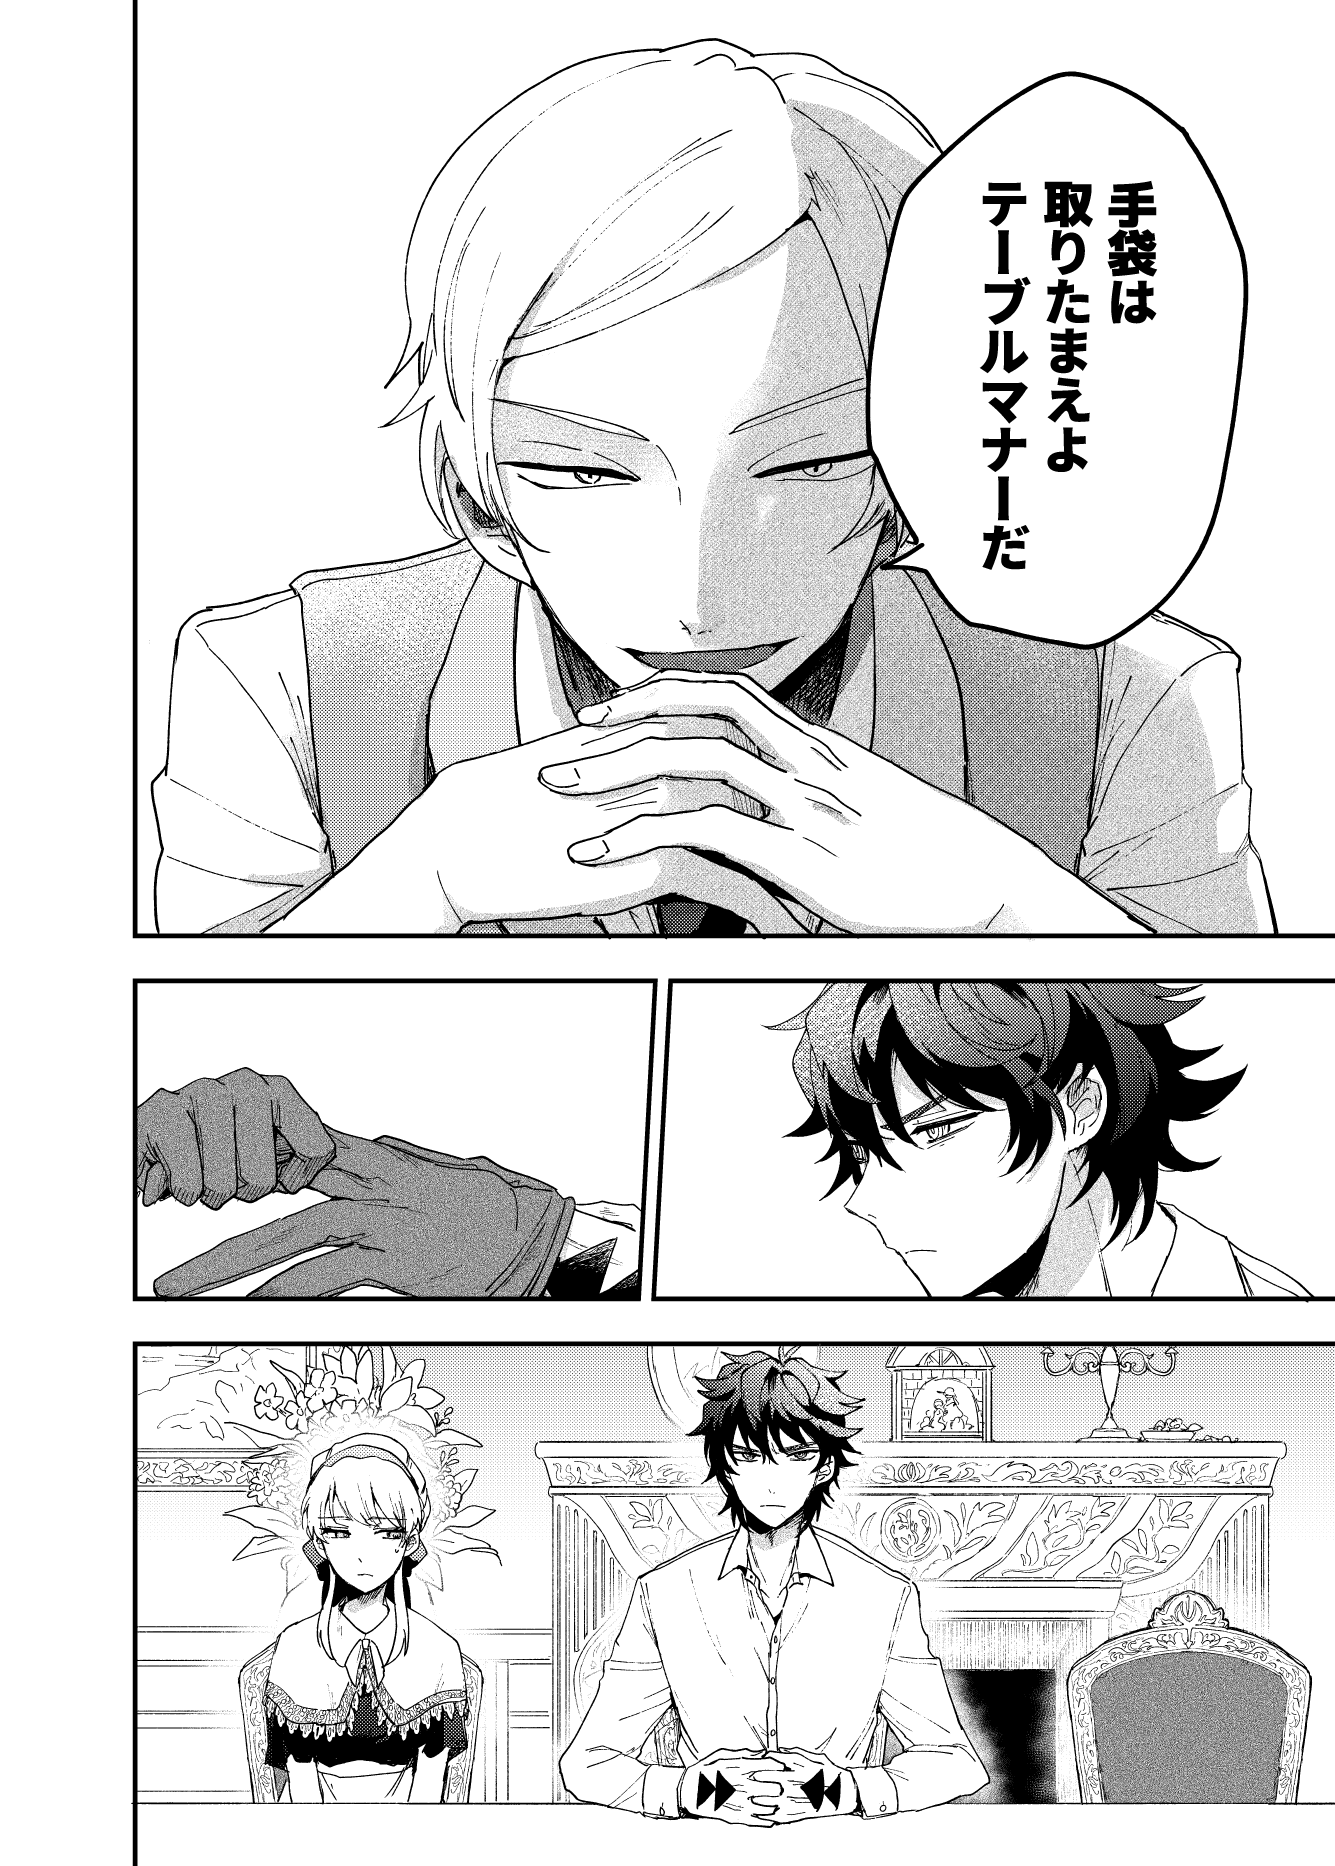 手袋は
取りたまえよ
テーブルマナーだ